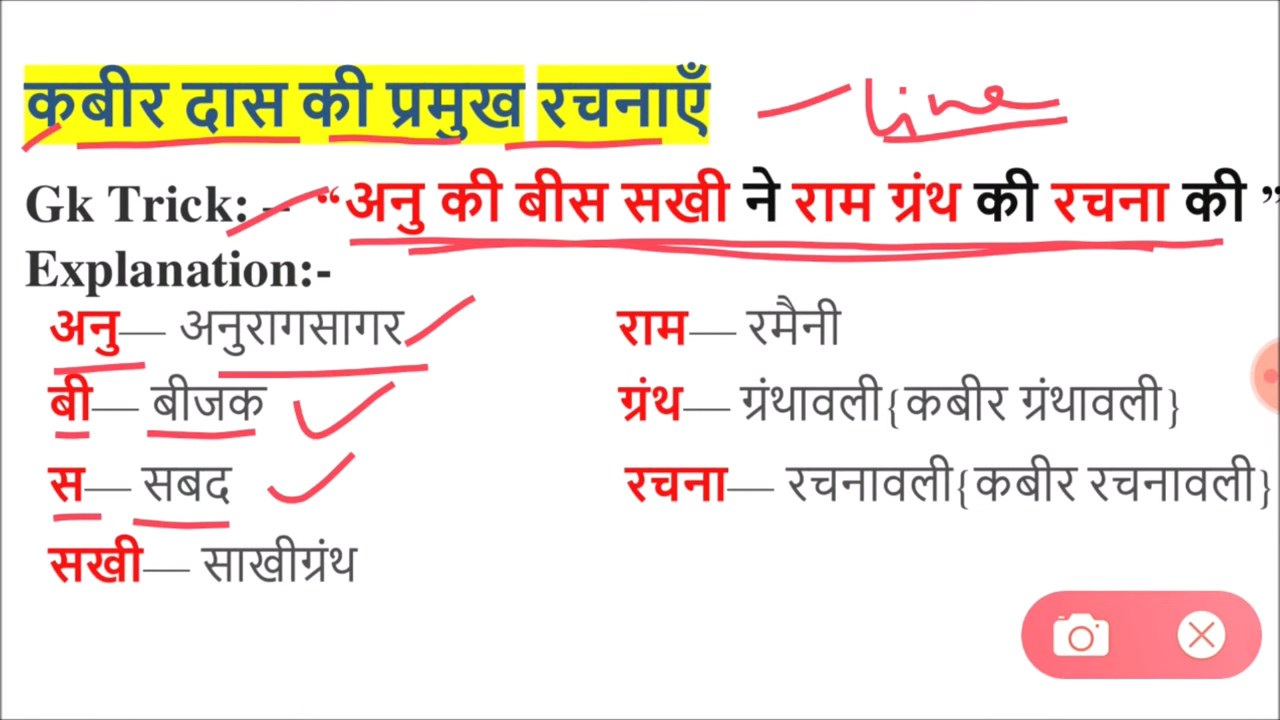 कबीर दास की प्रमुख रचनाएँ line
Gk Trick: – “अनु की बीस सखी ने राम ग्रंथ की रचना की ”
Explanation:-
अनु— अनुरागसागर
बी— बीजक
स— सबद
सखी— साखीग्रंथ
राम— रमैनी
ग्रंथ— ग्रंथावली{कबीर ग्रंथावली}
रचना— रचनावली{कबीर रचनावली}